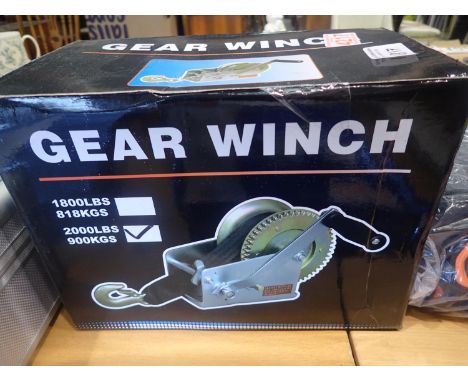 GEAR WINCH
GEAR WINCH
1800LBS
818KGS
2000LBS
900KGS